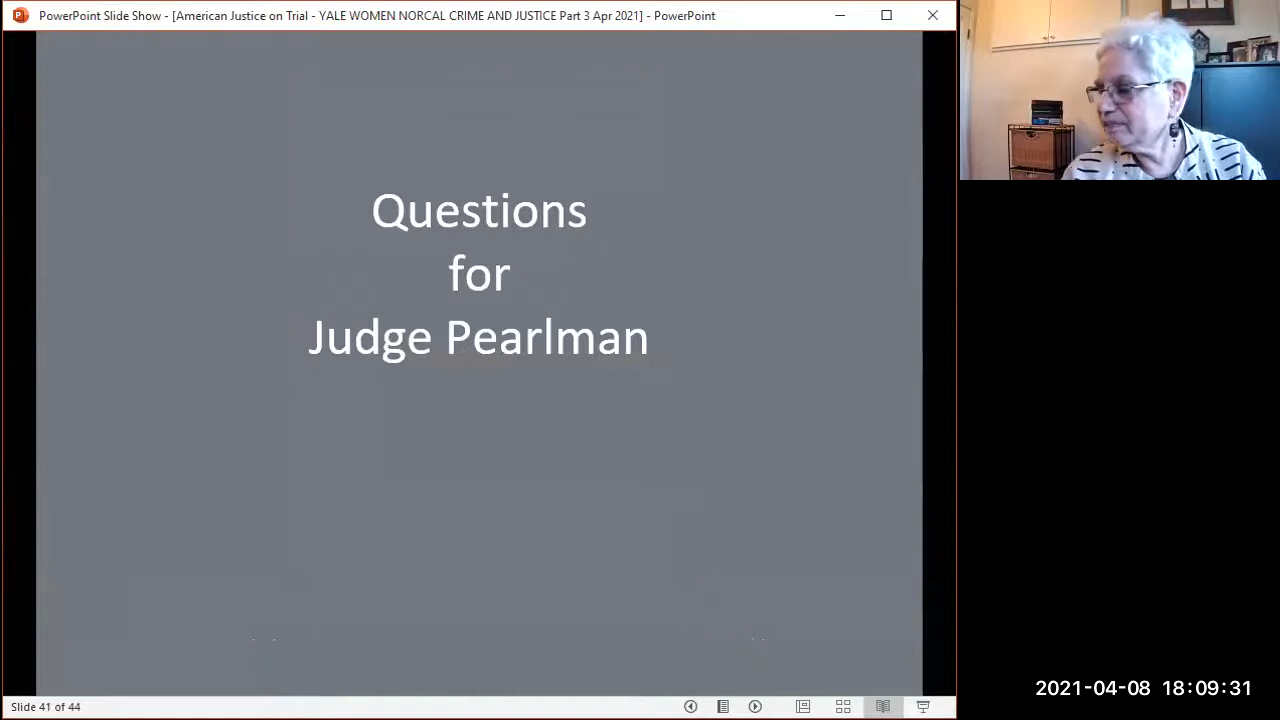 PowerPoint Slide Show - [American Justice on Trial - YALE WOMEN NORCAL CRIME AND JUSTICE Part 3 Apr 2021] - PowerPoint
Questions
for
Judge Pearlman
Slide 41 of 44
2021-04-08 18:09:31